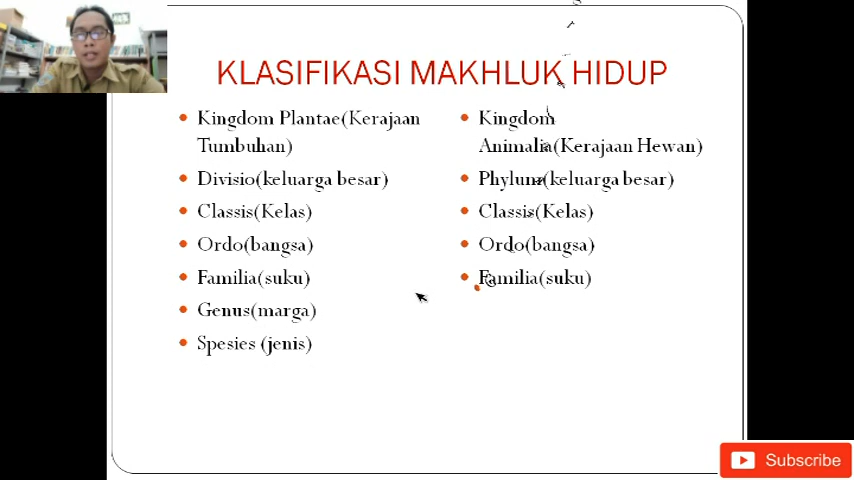 KLASIFIKASI MAKHLUK HIDUP
Kingdom Plantae(Kerajaan
Tumbuhan)
Divisio(keluarga besar)
Classis(Kelas)
Ordo(bangsa)
Familia(suku)
Genus(marga)
Spesies (jenis)
Kingdom
Animalia(Kerajaan Hewan)
Phylum(keluarga besar)
Classis(Kelas)
Ordo(bangsa)
Familia(suku)
Subscribe